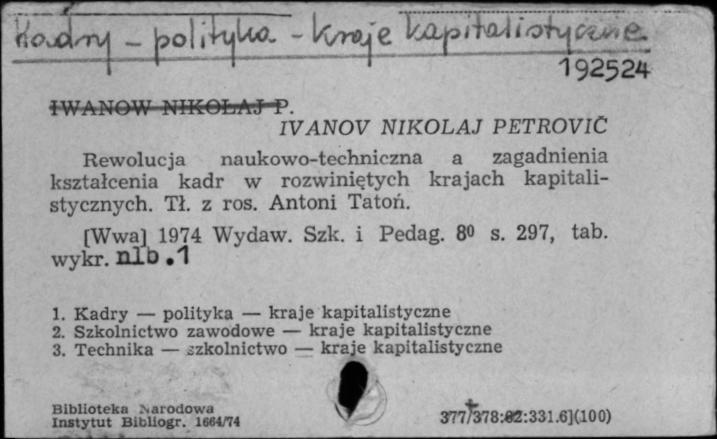 Kadry – polityka – kraje kapitalistyczne
192524
IWANOW NIKOŁAJ P.
IVANOV NIKOLAJ PETROVIČ
Rewolucja naukowo-techniczna a zagadnienia
kształcenia kadr w rozwiniętych krajach kapitali-
stycznych. Tł. z ros. Antoni Tatoń.
[Wwa] 1974 Wydaw. Szk. i Pedag. 8⁰ s. 297, tab.
wykr. nlb.1
1. Kadry — polityka — kraje kapitalistyczne
2. Szkolnictwo zawodowe — kraje kapitalistyczne
3. Technika — szkolnictwo — kraje kapitalistyczne
Biblioteka Narodowa
Instytut Bibliogr. 1664/74
377+378:02:331.6](100)